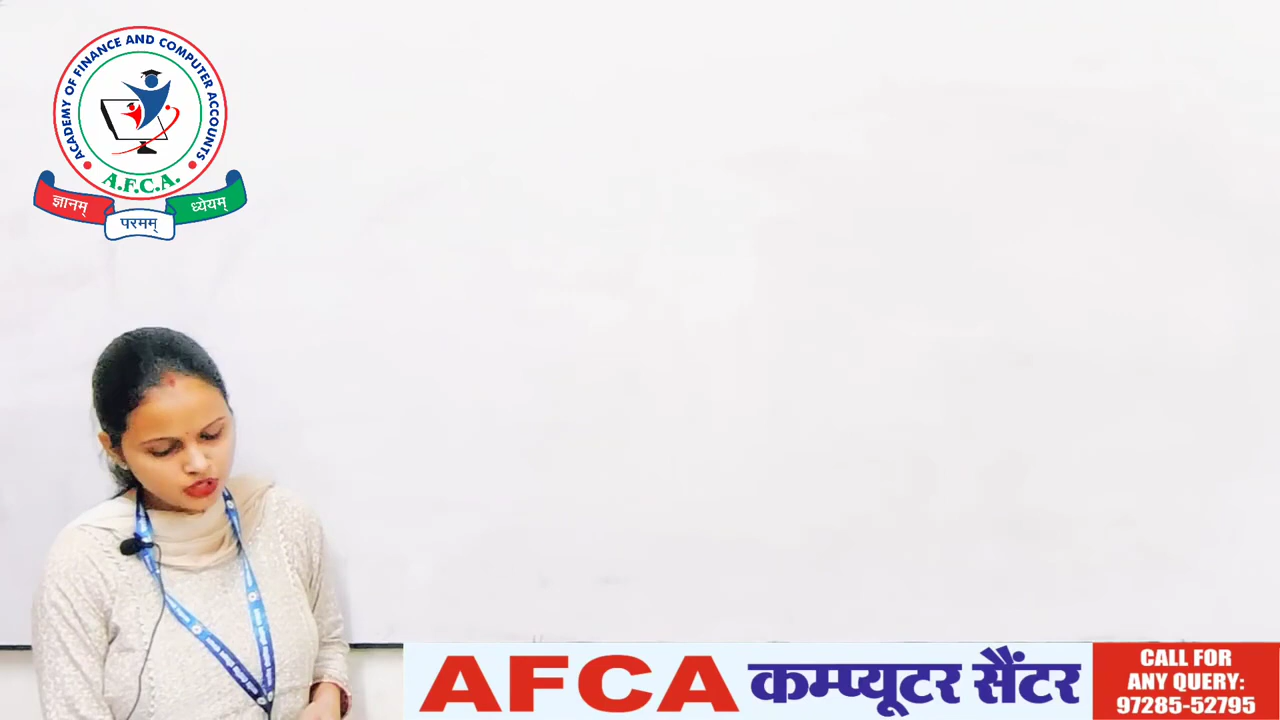 ACADEMY OF FINANCE AND COMPUTER ACCOUNTS
A.F.C.A.
ज्ञानम्
परमम्
ध्येयम्
AFCA कम्प्यूटर सैंटर
CALL FOR
ANY QUERY:
97285-52795